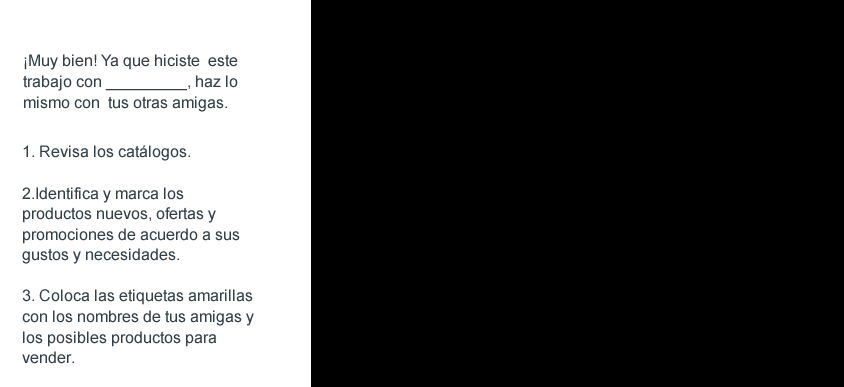 ¡Muy bien! Ya que hiciste  este
trabajo con _________, haz lo
mismo con  tus otras amigas.
1. Revisa los catálogos.
2.Identifica y marca los
productos nuevos, ofertas y
promociones de acuerdo a sus
gustos y necesidades.
3. Coloca las etiquetas amarillas
con los nombres de tus amigas y
los posibles productos para
vender.